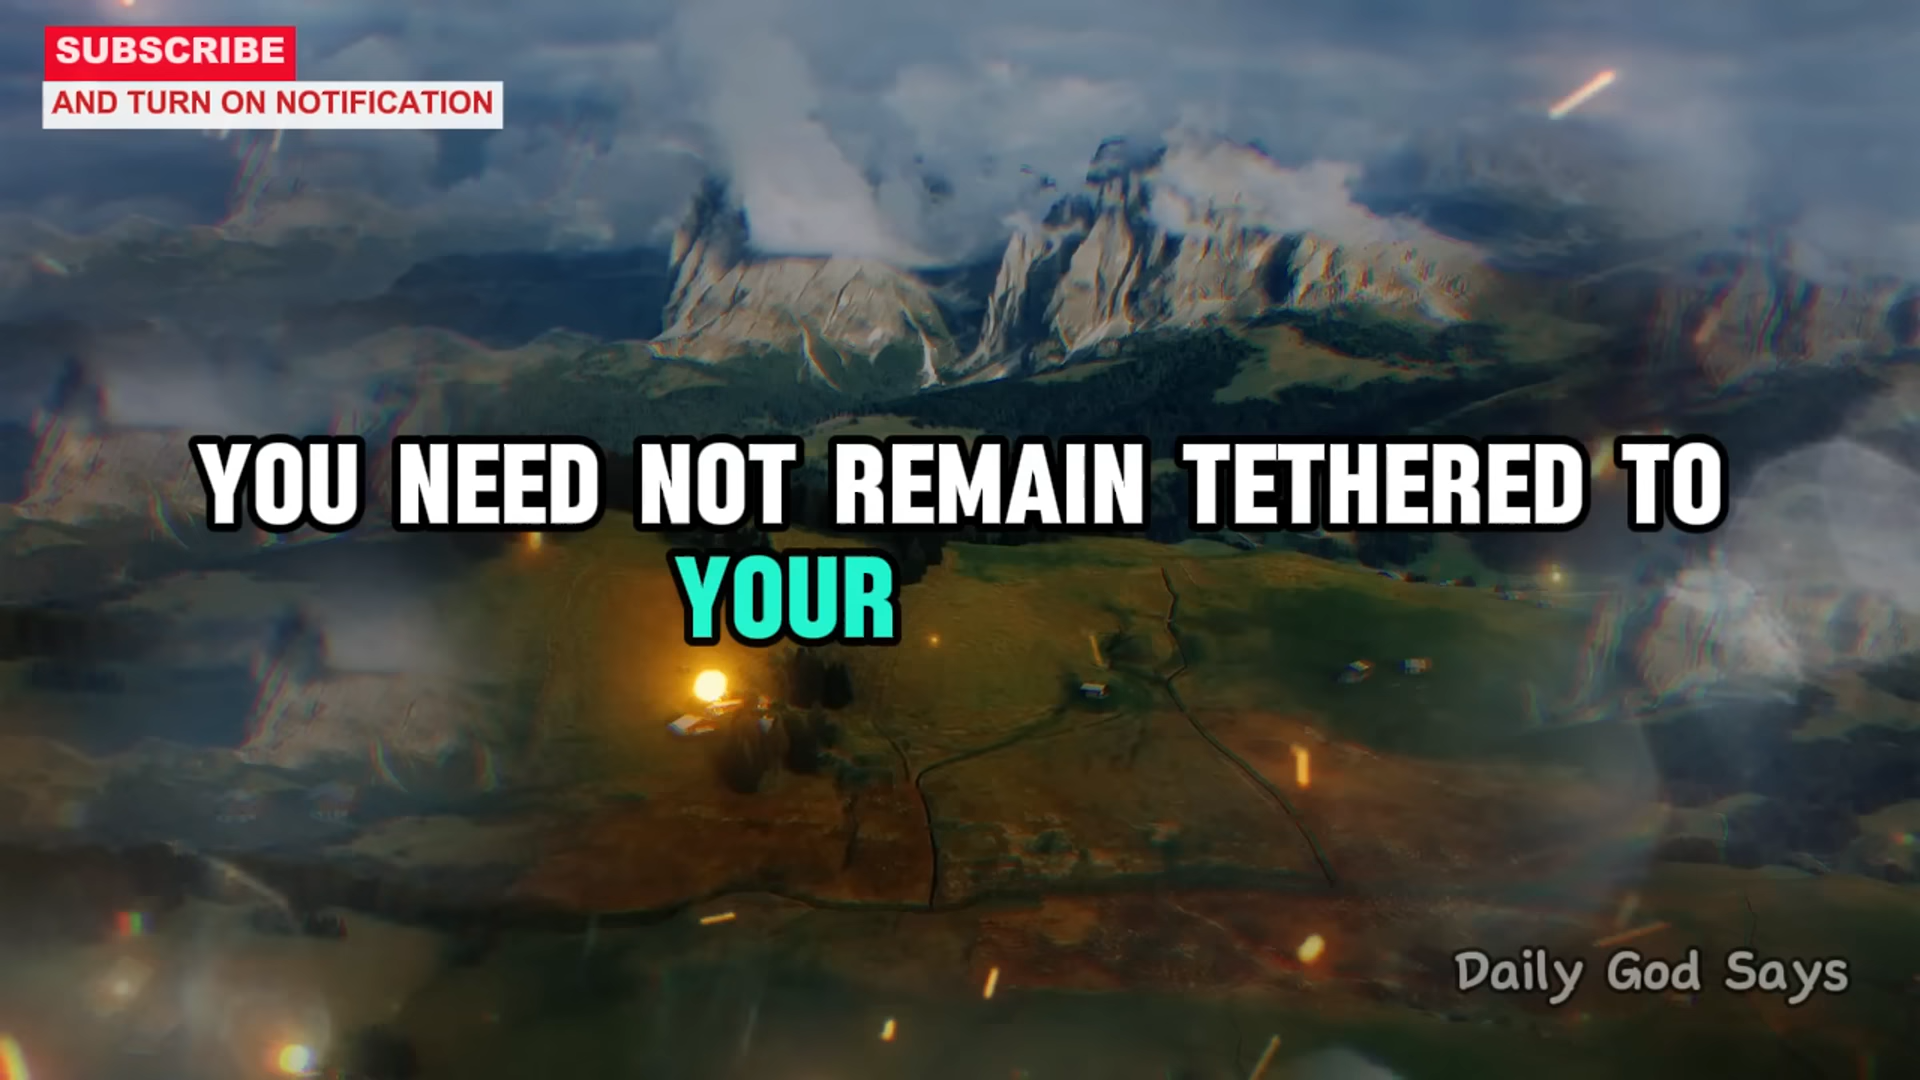 SUBSCRIBE
AND TURN ON NOTIFICATION
YOU NEED NOT REMAIN TETHERED TO
YOUR
Daily God Says